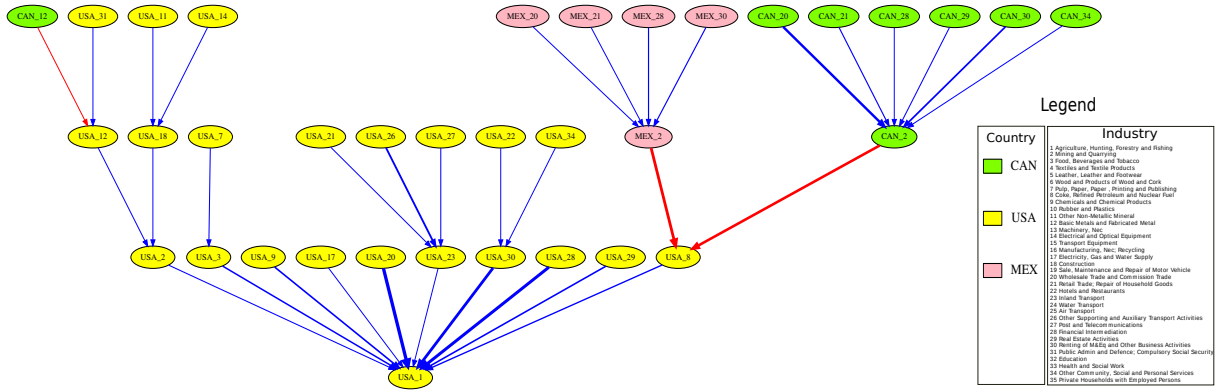 CAN_12 USA_31 USA_11 USA_14 MEX_20 MEX_21 MEX_28 MEX_30 CAN_20 CAN_21 CAN_28 CAN_29 CAN_30 CAN_34
USA_12 USA_18 USA_7 USA_21 USA_26 USA_27 USA_22 USA_34 MEX_2 CAN_2
USA_2 USA_3 USA_9 USA_17 USA_20 USA_23 USA_30 USA_28 USA_29 USA_8
USA_1
Legend
Country
CAN
USA
MEX
Industry
1 Agriculture, Hunting, Forestry and Fishing
2 Mining and Quarrying
3 Food, Beverages and Tobacco
4 Textiles and Textile Products
5 Leather, Leather and Footwear
6 Wood and Products of Wood and Cork
7 Pulp, Paper, Paper , Printing and Publishing
8 Coke, Refined Petroleum and Nuclear Fuel
9 Chemicals and Chemical Products
10 Rubber and Plastics
11 Other Non-Metallic Mineral
12 Basic Metals and Fabricated Metal
13 Machinery, Nec
14 Electrical and Optical Equipment
15 Transport Equipment
16 Manufacturing, Nec; Recycling
17 Electricity, Gas and Water Supply
18 Construction
19 Sale, Maintenance and Repair of Motor Vehicle
20 Wholesale Trade and Commission Trade
21 Retail Trade; Repair of Household Goods
22 Hotels and Restaurants
23 Inland Transport
24 Water Transport
25 Air Transport
26 Other Supporting and Auxiliary Transport Activities
27 Post and Telecommunications
28 Financial Intermediation
29 Real Estate Activities
30 Renting of M&Eq and Other Business Activities
31 Public Admin and Defence; Compulsory Social Security
32 Education
33 Health and Social Work
34 Other Community, Social and Personal Services
35 Private Households with Employed Persons